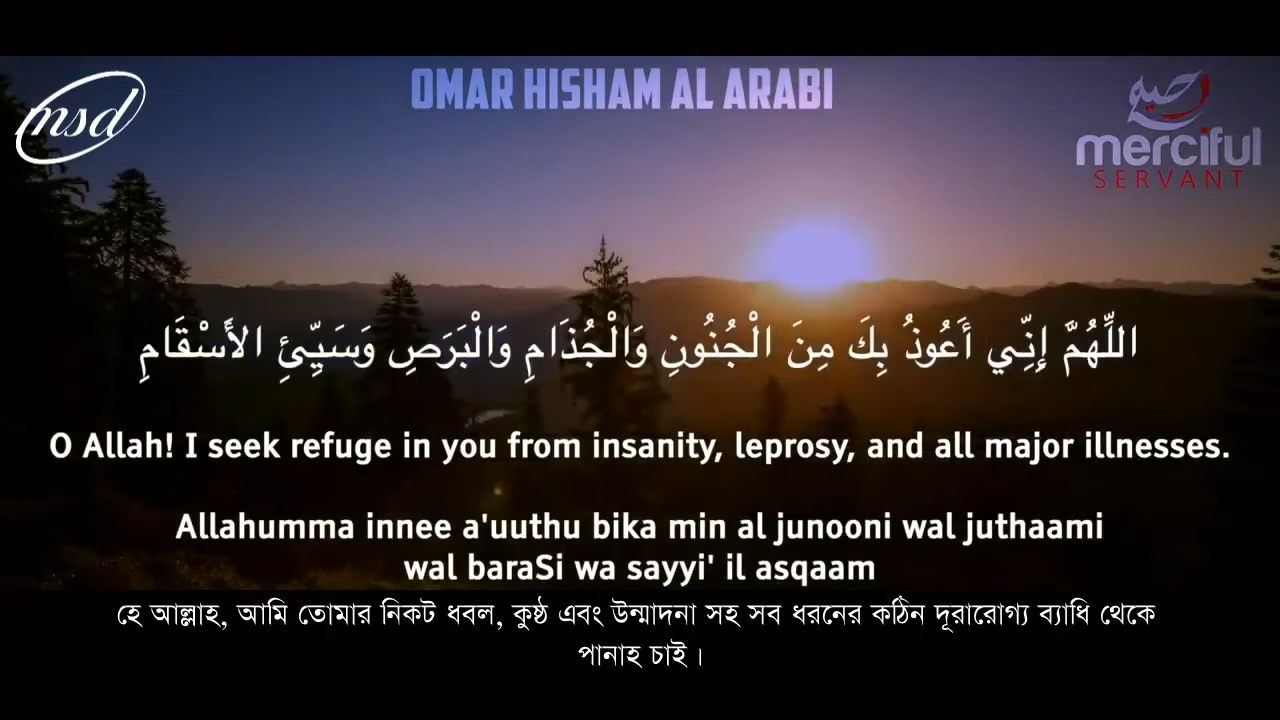 msd
OMAR HISHAM AL ARABI
merciful
SERVANT
اللَّهُمَّ إِنِّي أَعُوذُ بِكَ مِنَ الْجُنُونِ وَالْجُذَامِ وَالْبَرَصِ وَسَيِّئِ الأَسْقَامِ
O Allah! I seek refuge in you from insanity, leprosy, and all major illnesses.
Allahumma innee a'uuthu bika min al junooni wal juthaami
wal baraSi wa sayyi' il asqaam
হে আল্লাহ, আমি তোমার নিকট ধবল, কুষ্ঠ এবং উন্মাদনা সহ সব ধরনের কঠিন দূরারোগ্য ব্যাধি থেকে
পানাহ চাই।